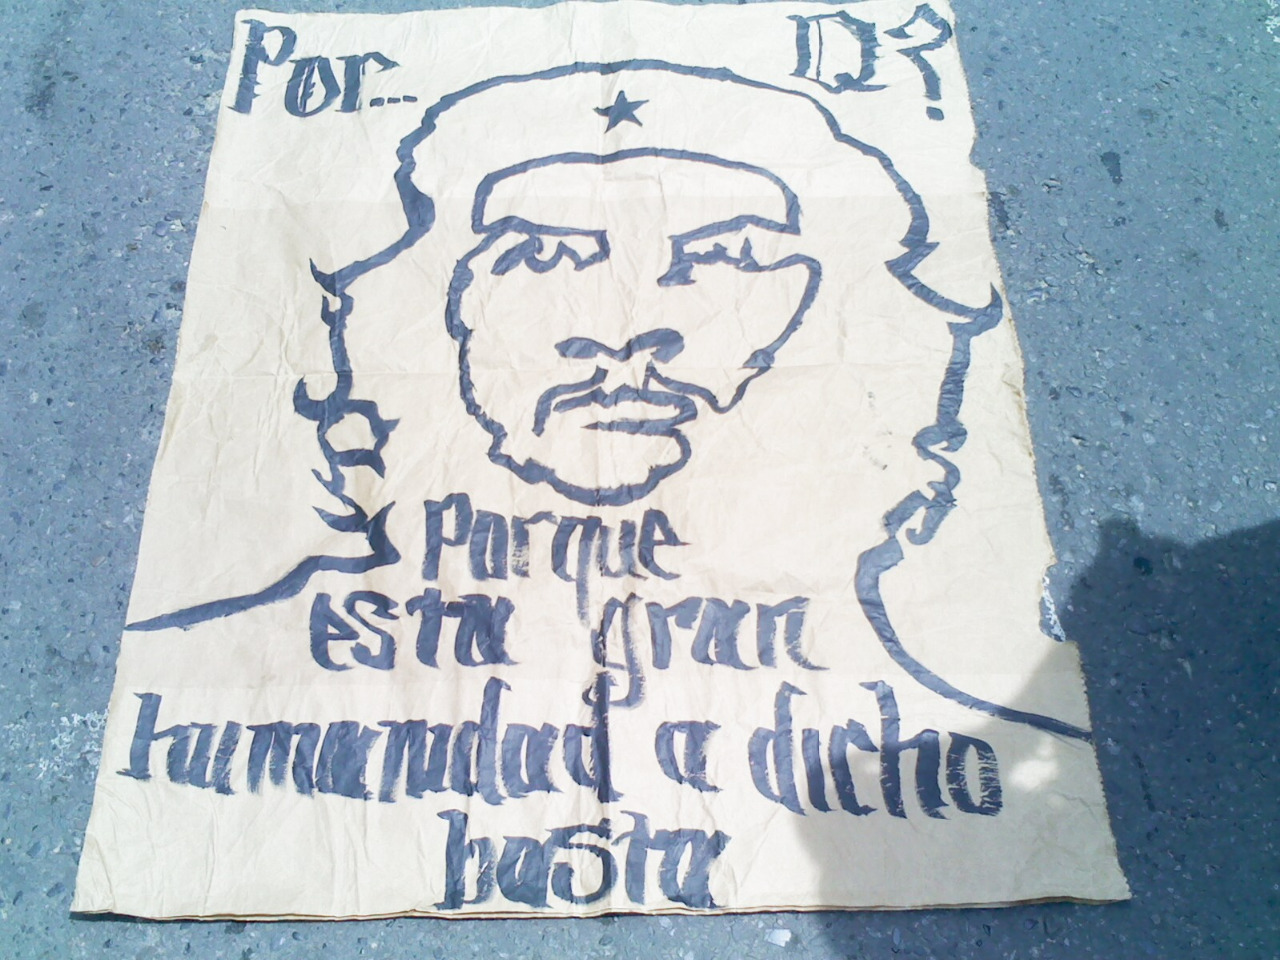 Por... Q?
Porque
esta gran
humanidad a dicho
basta